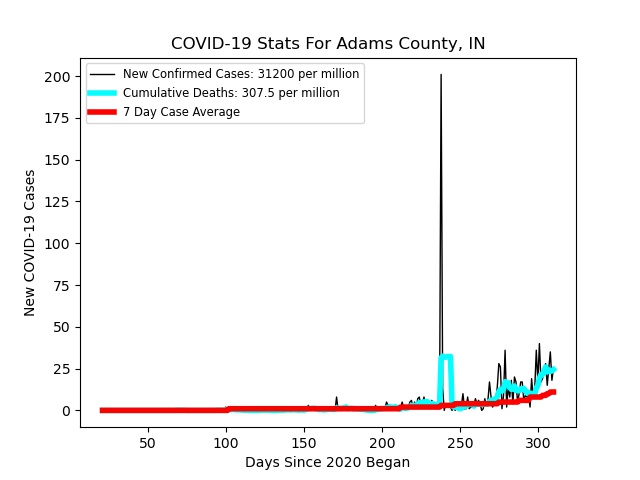 COVID-19 Stats For Adams County, IN
New Confirmed Cases: 31200 per million
Cumulative Deaths: 307.5 per million
7 Day Case Average
New COVID-19 Cases
200
175
150
125
100
75
50
25
0
50 100 150 200 250 300
Days Since 2020 Began